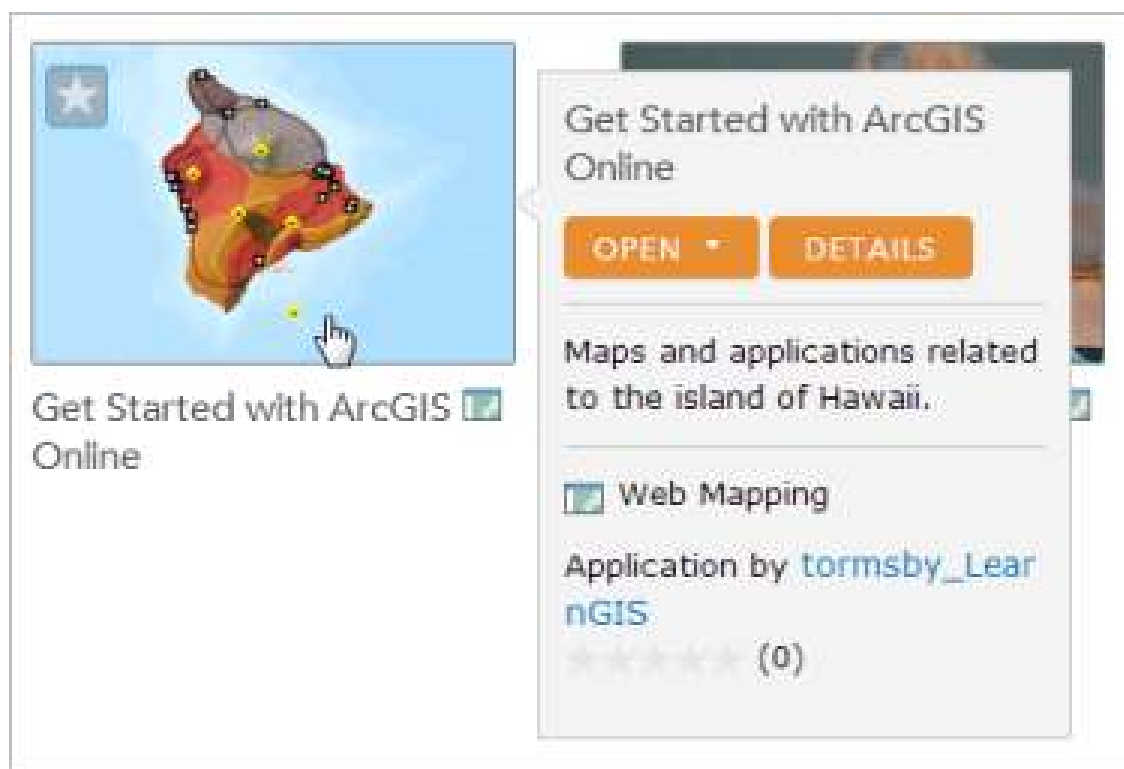 Get Started with ArcGIS
Online
Get Started with ArcGIS
Online
OPEN
DETAILS
Maps and applications related
to the island of Hawaii.
Web Mapping
Application by tormsby_Lear
nGIS
(0)